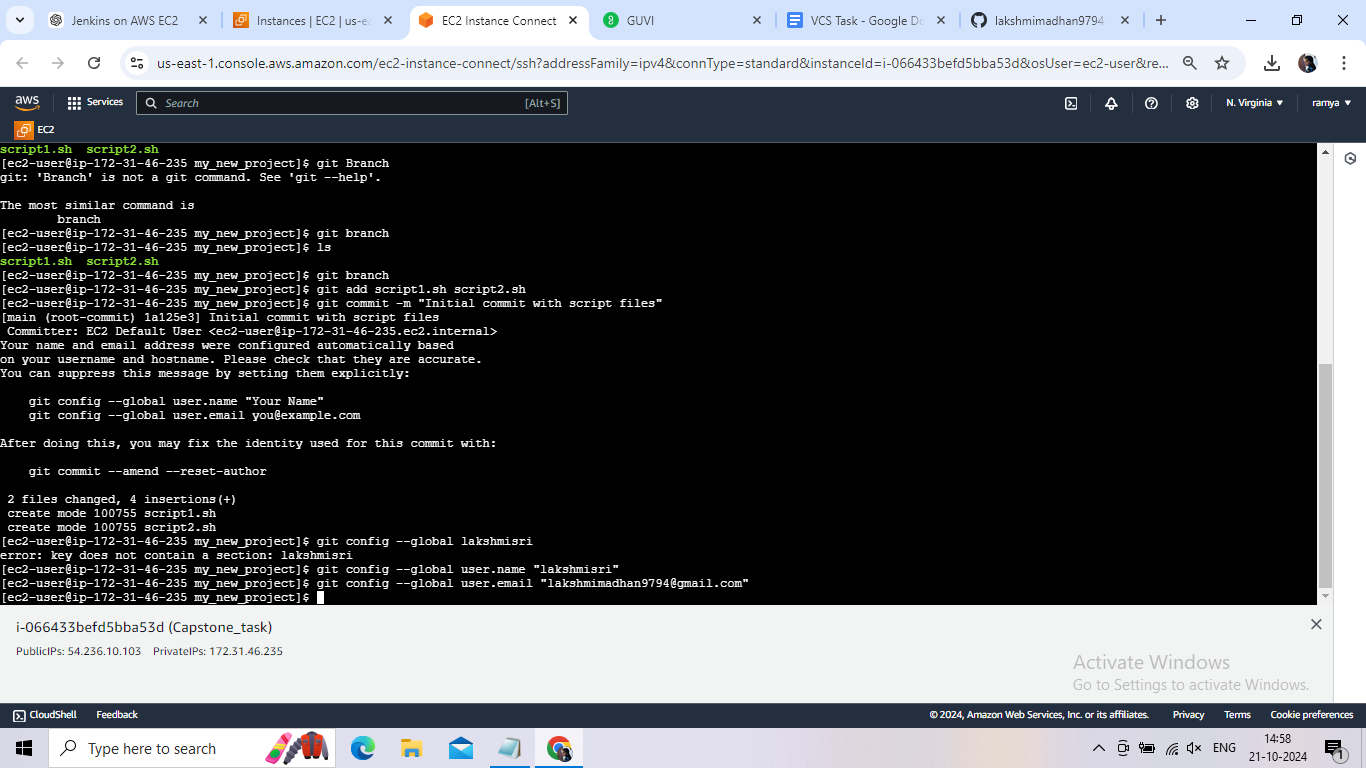 Jenkins on AWS EC2
Instances | EC2 | us-ea
EC2 Instance Connect
GUVI
VCS Task - Google Do
lakshmimadhan9794
us-east-1.console.aws.amazon.com/ec2-instance-connect/ssh?addressFamily=ipv4&connType=standard&instanceId=i-066433befd5bba53d&osUser=ec2-user&re...
aws
Services
Search
[Alt+S]
N. Virginia
ramya
EC2
script1.sh  script2.sh
[ec2-user@ip-172-31-46-235 my_new_project]$ git Branch
git: 'Branch' is not a git command. See 'git --help'.
The most similar command is
branch
[ec2-user@ip-172-31-46-235 my_new_project]$ git branch
[ec2-user@ip-172-31-46-235 my_new_project]$ ls
script1.sh  script2.sh
[ec2-user@ip-172-31-46-235 my_new_project]$ git branch
[ec2-user@ip-172-31-46-235 my_new_project]$ git add script1.sh script2.sh
[ec2-user@ip-172-31-46-235 my_new_project]$ git commit -m "Initial commit with script files"
[main (root-commit) 1a125e3] Initial commit with script files
Committer: EC2 Default User <ec2-user@ip-172-31-46-235.ec2.internal>
Your name and email address were configured automatically based
on your username and hostname. Please check that they are accurate.
You can suppress this message by setting them explicitly:
git config --global user.name "Your Name"
git config --global user.email you@example.com
After doing this, you may fix the identity used for this commit with:
git commit --amend --reset-author
2 files changed, 4 insertions(+)
create mode 100755 script1.sh
create mode 100755 script2.sh
[ec2-user@ip-172-31-46-235 my_new_project]$ git config --global lakshmisri
error: key does not contain a section: lakshmisri
[ec2-user@ip-172-31-46-235 my_new_project]$ git config --global user.name "lakshmisri"
[ec2-user@ip-172-31-46-235 my_new_project]$ git config --global user.email "lakshmimadhan9794@gmail.com"
[ec2-user@ip-172-31-46-235 my_new_project]$
i-066433befd5bba53d (Capstone_task)
PublicIPs: 54.236.10.103    PrivateIPs: 172.31.46.235
Activate Windows
Go to Settings to activate Windows.
CloudShell
Feedback
© 2024, Amazon Web Services, Inc. or its affiliates.
Privacy
Terms
Cookie preferences
Type here to search
ENG
14:58
21-10-2024
1